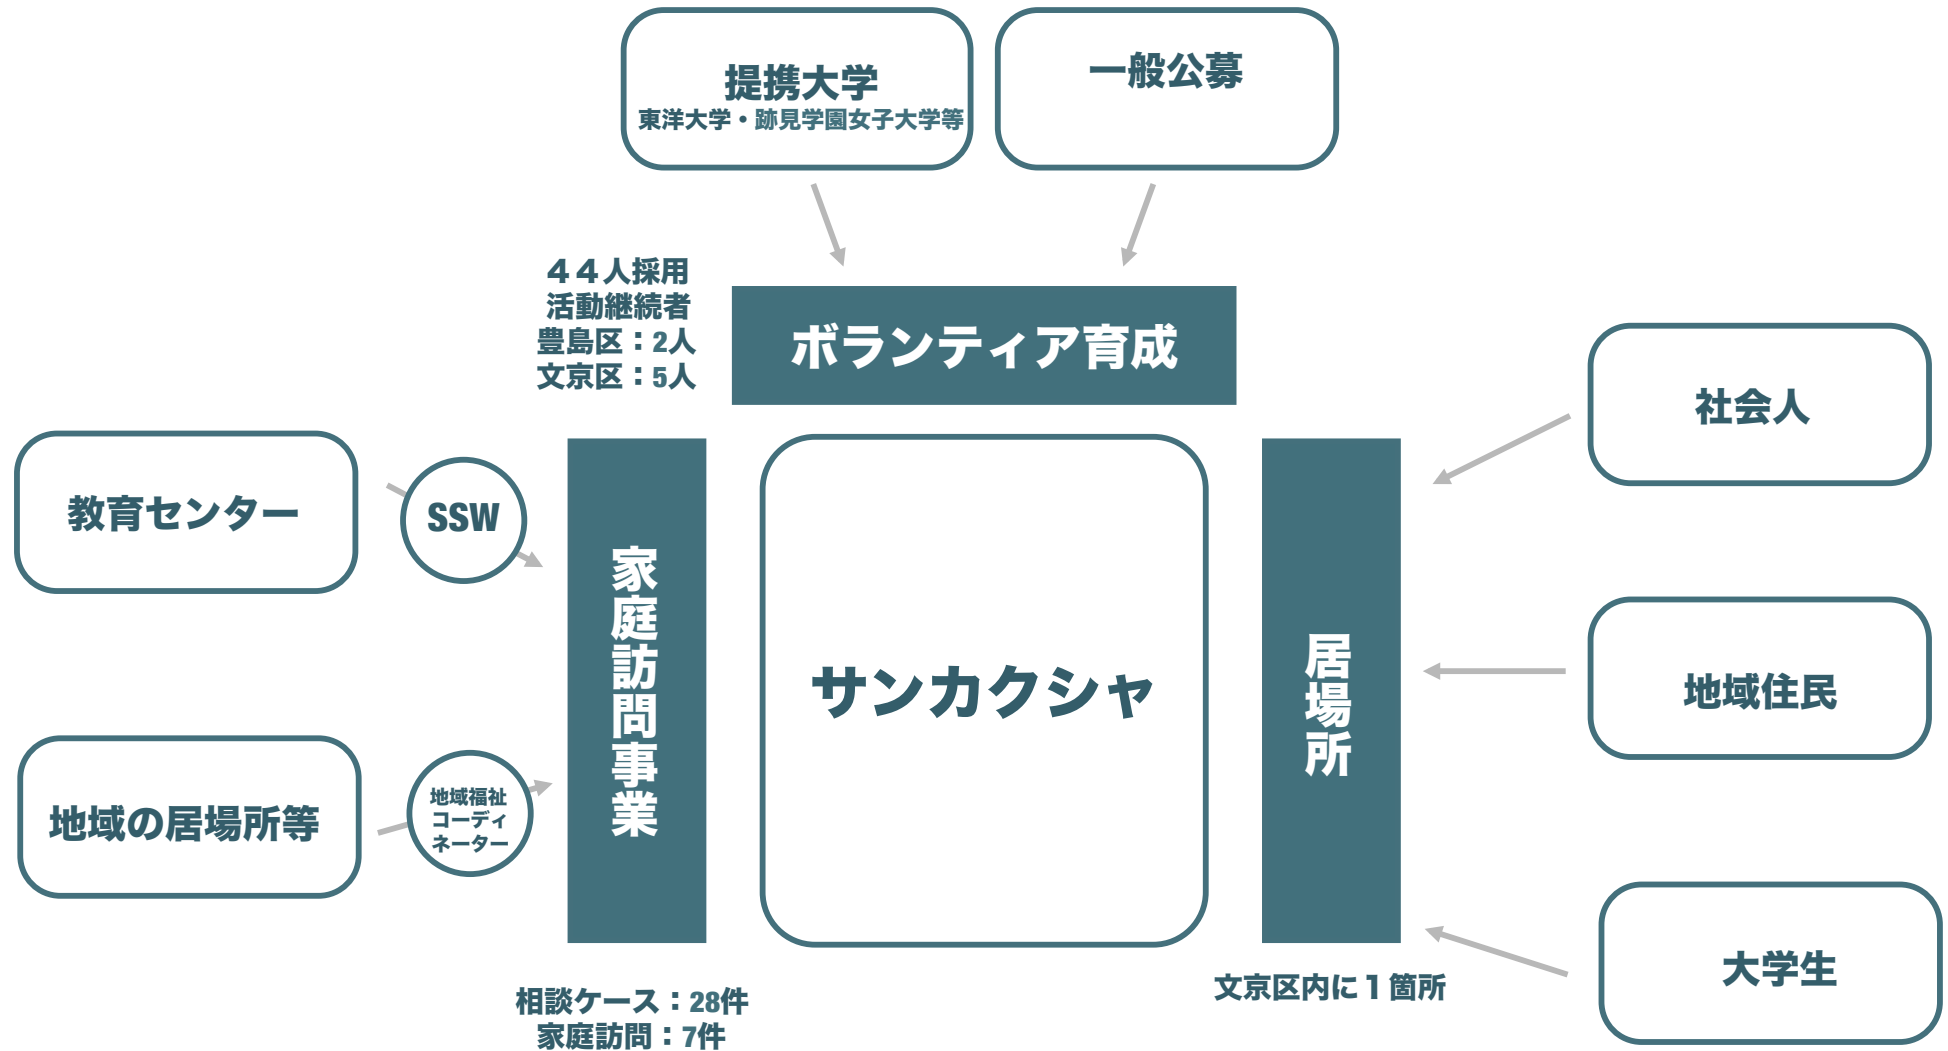 提携大学
東洋大学・跡見学園女子大学等
一般公募
４４人採用
活動継続者
豊島区：2人
文京区：5人
ボランティア育成
教育センター
SSW
地域の居場所等
地域福祉
コーディ
ネーター
家庭訪問事業
相談ケース：28件
家庭訪問：7件
サンカクシャ
居場所
文京区内に１箇所
社会人
地域住民
大学生